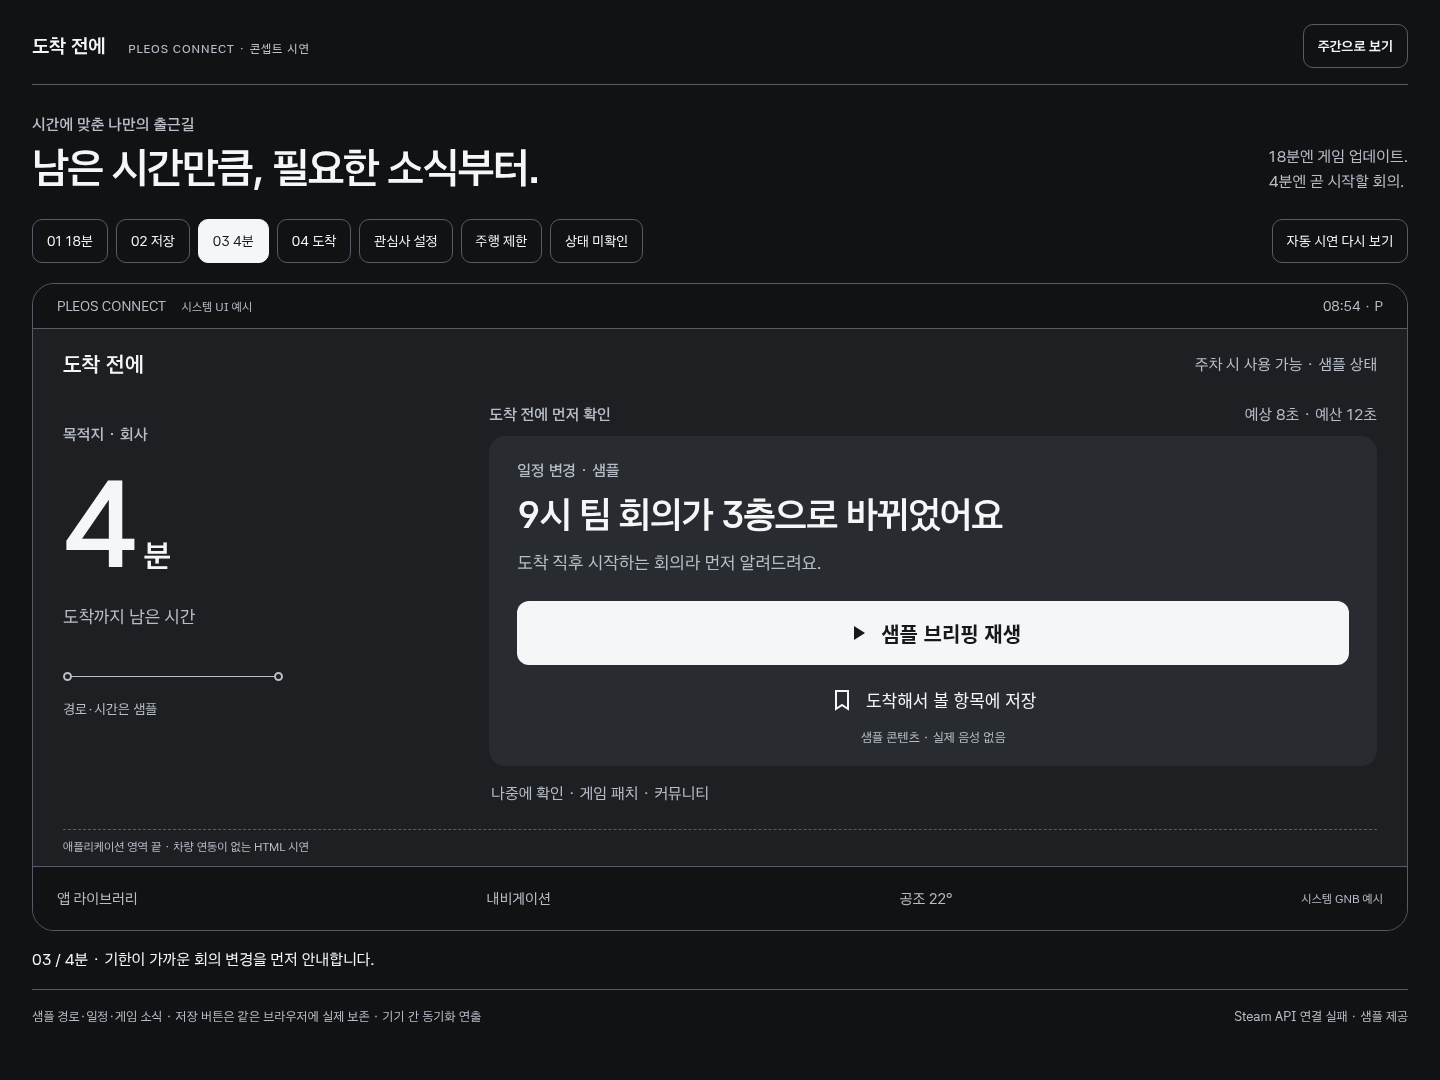 도착 전에
PLEOS CONNECT · 콘셉트 시연
주간으로 보기
시간에 맞춘 나만의 출근길
남은 시간만큼, 필요한 소식부터.
18분엔 게임 업데이트.
4분엔 곧 시작할 회의.
01 18분
02 저장
03 4분
04 도착
관심사 설정
주행 제한
상태 미확인
자동 시연 다시 보기
PLEOS CONNECT 시스템 UI 예시
08:54 · P
도착 전에
주차 시 사용 가능 · 샘플 상태
목적지 · 회사
4 분
도착까지 남은 시간
경로·시간은 샘플
도착 전에 먼저 확인
예상 8초 · 예산 12초
일정 변경 · 샘플
9시 팀 회의가 3층으로 바뀌었어요
도착 직후 시작하는 회의라 먼저 알려드려요.
샘플 브리핑 재생
도착해서 볼 항목에 저장
샘플 콘텐츠 · 실제 음성 없음
나중에 확인 · 게임 패치 · 커뮤니티
애플리케이션 영역 끝 · 차량 연동이 없는 HTML 시연
앱 라이브러리
내비게이션
공조 22°
시스템 GNB 예시
03 / 4분 · 기한이 가까운 회의 변경을 먼저 안내합니다.
샘플 경로·일정·게임 소식 · 저장 버튼은 같은 브라우저에 실제 보존 · 기기 간 동기화 연출
Steam API 연결 실패 · 샘플 제공